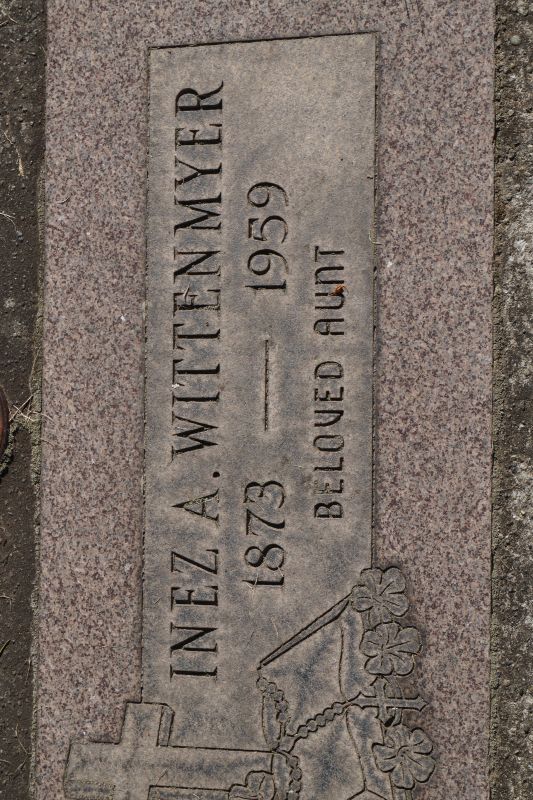 INEZ A. WITTENMYER
1873 — 1959
BELOVED AUNT